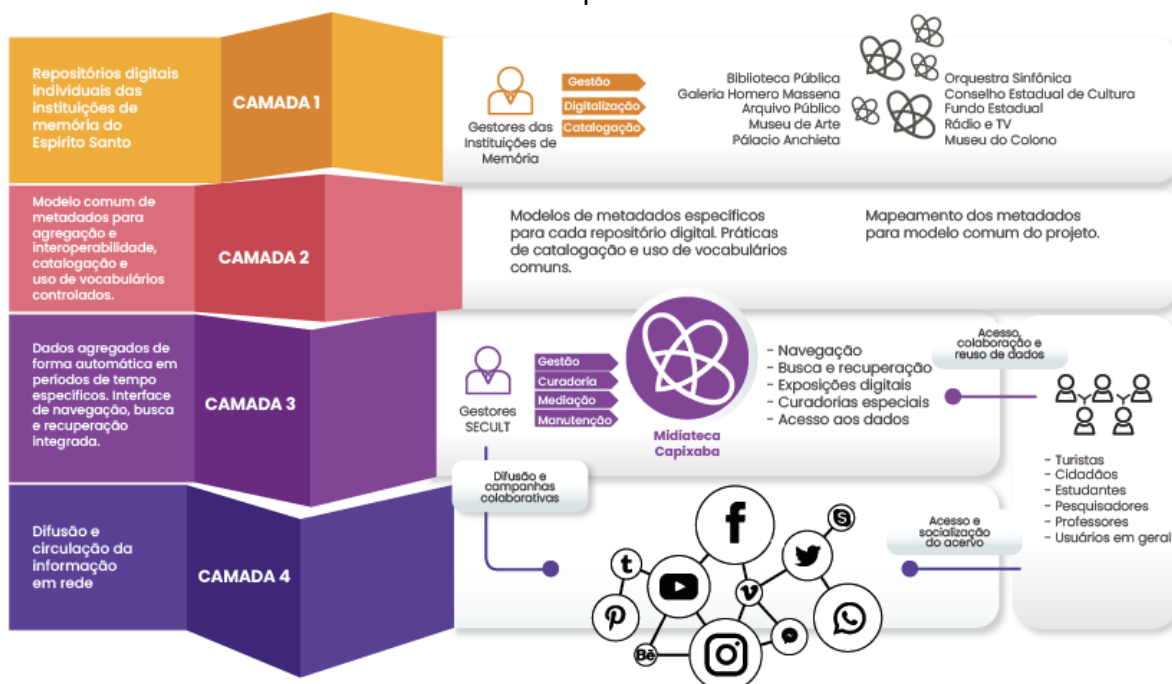 Repositórios digitais
individuais das
instituições de
memória do
Espírito Santo
CAMADA 1
Gestores das
Instituições de
Memória
Gestão
Digitalização
Catalogação
Biblioteca Pública
Galeria Homero Massena
Arquivo Público
Museu de Arte
Pálacio Anchieta
Orquestra Sinfônica
Conselho Estadual de Cultura
Fundo Estadual
Rádio e TV
Museu do Colono
Modelo comum de
metadados para
agregação e
interoperabilidade,
catalogação e
uso de vocabulários
controlados.
CAMADA 2
Modelos de metadados específicos
para cada repositório digital. Práticas
de catalogação e uso de vocabulários
comuns.
Mapeamento dos metadados
para modelo comum do projeto.
Dados agregados de
forma automática em
períodos de tempo
específicos. Interface
de navegação, busca
e recuperação
integrada.
CAMADA 3
Gestores
SECULT
Gestão
Curadoria
Mediação
Manutenção
Midiateca
Capixaba
- Navegação
- Busca e recuperação
- Exposições digitais
- Curadorias especiais
- Acesso aos dados
Acesso,
colaboração e
reuso de dados
- Turistas
- Cidadãos
- Estudantes
- Pesquisadores
- Professores
- Usuários em geral
Difusão e
circulação da
informação
em rede
CAMADA 4
Difusão e
campanhas
colaborativas
Acesso e
socialização
do acervo